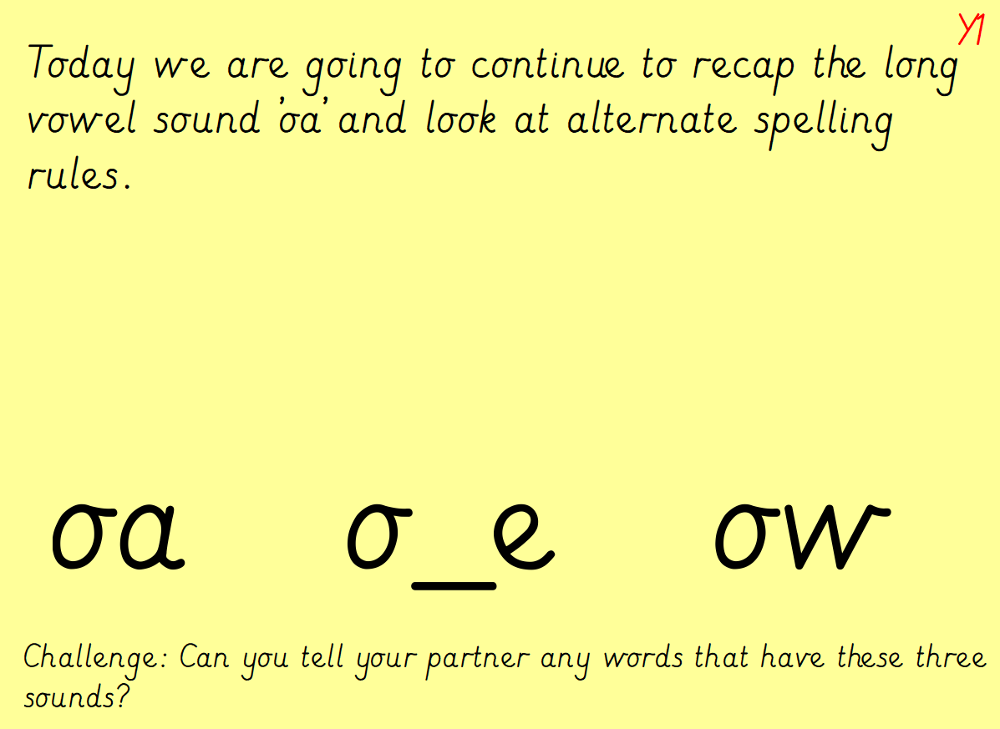 Y1
Today we are going to continue to recap the long
vowel sound 'oa' and look at alternate spelling
rules.
oa o_e ow
Challenge: Can you tell your partner any words that have these three
sounds?